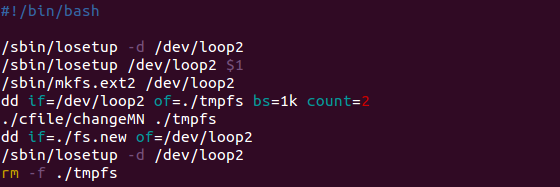 #!/bin/bash
/sbin/losetup -d /dev/loop2
/sbin/losetup /dev/loop2 $1
/sbin/mkfs.ext2 /dev/loop2
dd if=/dev/loop2 of=./tmpfs bs=1k count=2
./cfile/changeMN ./tmpfs
dd if=./fs.new of=/dev/loop2
/sbin/losetup -d /dev/loop2
rm -f ./tmpfs